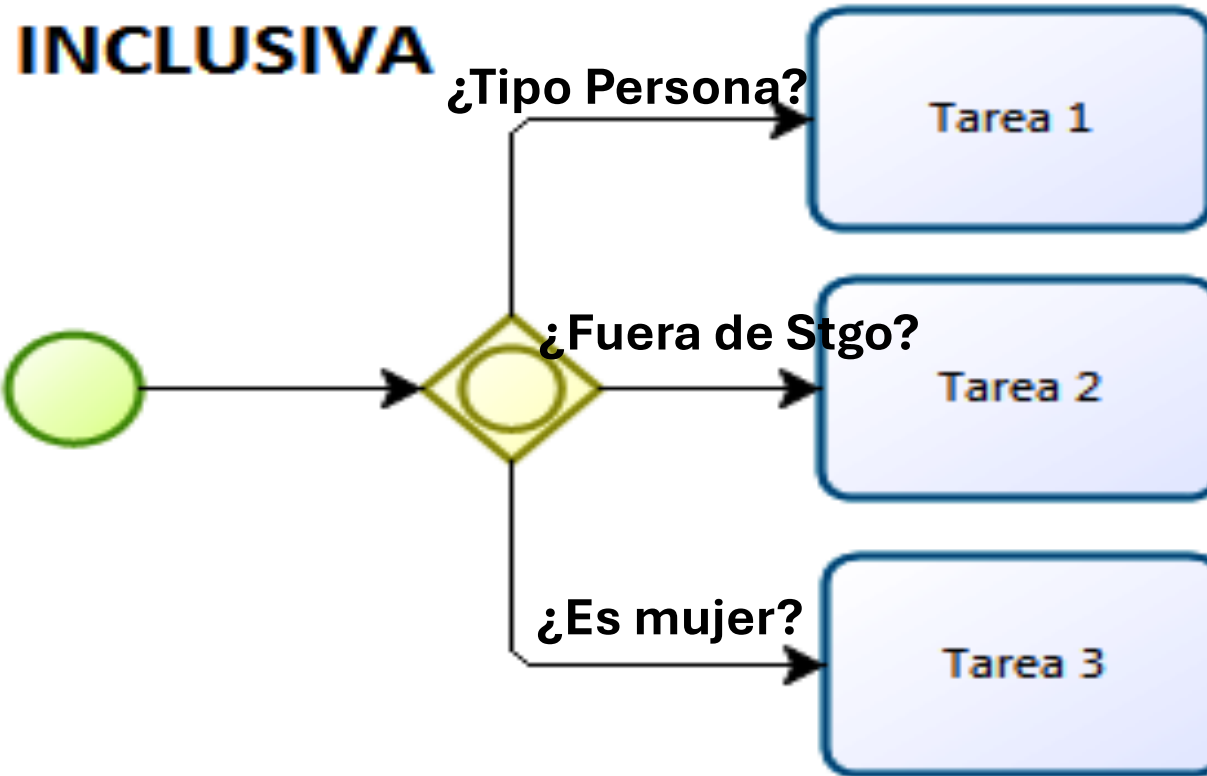 INCLUSIVA
¿Tipo Persona?
Tarea 1
¿Fuera de Stgo?
Tarea 2
¿Es mujer?
Tarea 3